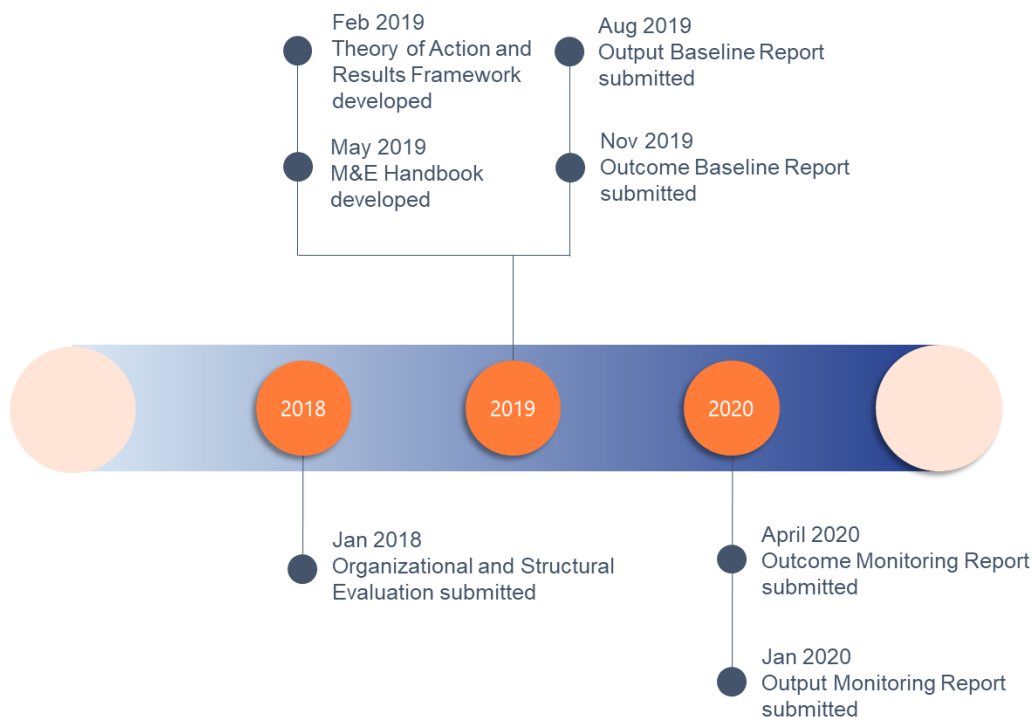 Feb 2019
Theory of Action and
Results Framework
developed
May 2019
M&E Handbook
developed
Aug 2019
Output Baseline Report
submitted
Nov 2019
Outcome Baseline Report
submitted
2018
2019
2020
Jan 2018
Organizational and Structural
Evaluation submitted
April 2020
Outcome Monitoring Report
submitted
Jan 2020
Output Monitoring Report
submitted